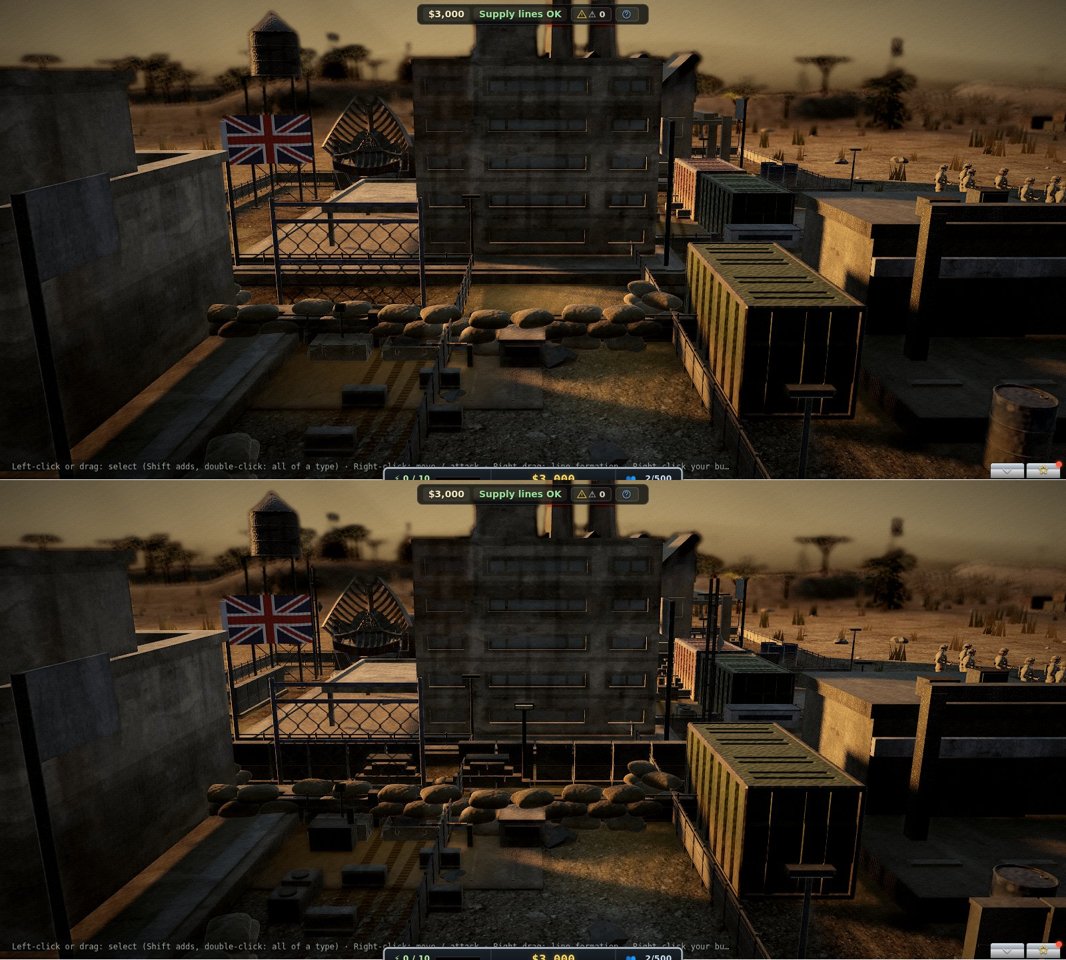 $3,000 Supply lines OK ⚠ 0 ?
Left-click or drag: select (Shift adds, double-click: all of a type) · Right-click: move / attack · Right-drag: line formation · Right-click your bu…
0 / 10 $3,000 2/500
$3,000 Supply lines OK ⚠ 0 ?
Left-click or drag: select (Shift adds, double-click: all of a type) · Right-click: move / attack · Right-drag: line formation · Right-click your bu…
0 / 10 $3,000 2/500